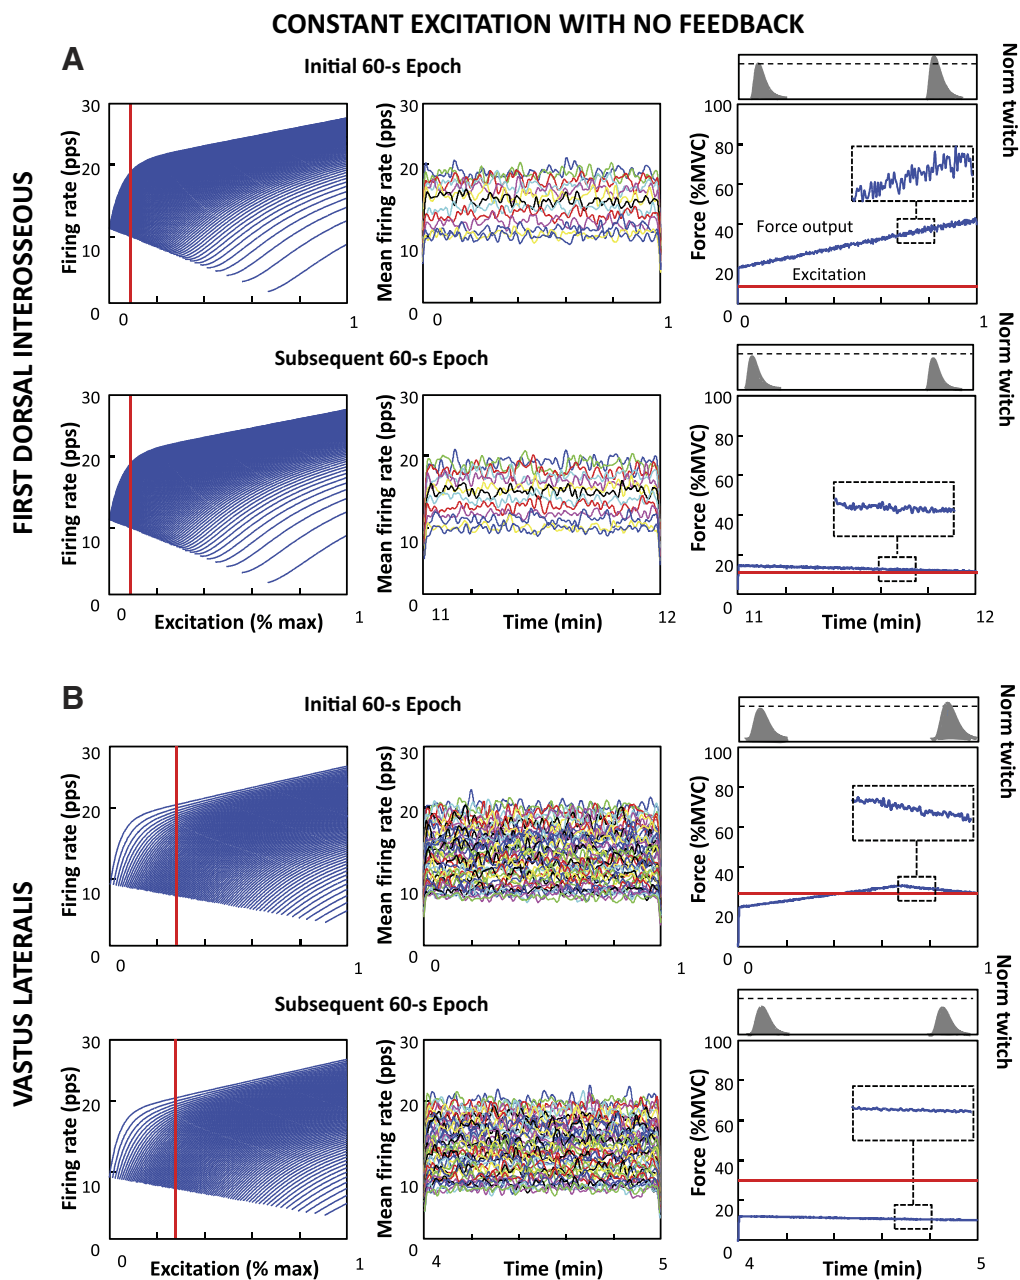 CONSTANT EXCITATION WITH NO FEEDBACK
A
Initial 60-s Epoch
FIRST DORSAL INTEROSSEOUS
Firing rate (pps)
30
20
10
0
0
1
Mean firing rate (pps)
30
20
10
0
0
1
Norm twitch
Force (%MVC)
100
80
60
40
20
0
Force output
Excitation
0
1
Subsequent 60-s Epoch
Firing rate (pps)
30
20
10
0
0
1
Excitation (% max)
Mean firing rate (pps)
30
20
10
0
11
12
Time (min)
Norm twitch
Force (%MVC)
100
80
60
40
20
0
11
12
Time (min)
B
Initial 60-s Epoch
VASTUS LATERALIS
Firing rate (pps)
30
20
10
0
0
1
Mean firing rate (pps)
30
20
10
0
0
1
Norm twitch
Force (%MVC)
100
80
60
40
20
0
0
1
Subsequent 60-s Epoch
Firing rate (pps)
30
20
10
0
0
1
Excitation (% max)
Mean firing rate (pps)
30
20
10
0
4
5
Time (min)
Norm twitch
Force (%MVC)
100
80
60
40
20
0
4
5
Time (min)